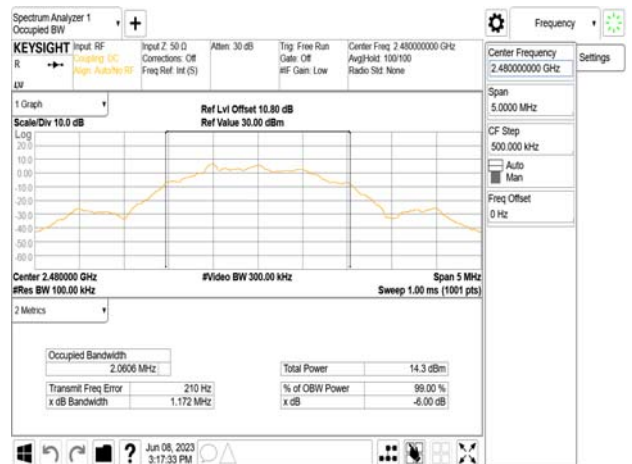 Spectrum Analyzer 1
Occupied BW
Frequency
KEYSIGHT
R
Input: RF
Coupling: DC
Align: Auto/No RF
Input Z: 50 Ω
Corrections: Off
Freq Ref: Int (S)
Atten: 30 dB
Trig: Free Run
Gate: Off
#IF Gain: Low
Center Freq: 2.480000000 GHz
Avg|Hold: 100/100
Radio Std: None
Center Frequency
2.480000000 GHz
Settings
Span
5.0000 MHz
CF Step
500.000 kHz
Auto
Man
Freq Offset
0 Hz
1 Graph
Scale/Div 10.0 dB
Ref Lvl Offset 10.80 dB
Ref Value 30.00 dBm
Log
20.0
10.0
0.00
-10.0
-20.0
-30.0
-40.0
-50.0
-60.0
Center 2.480000 GHz
#Video BW 300.00 kHz
Span 5 MHz
#Res BW 100.00 kHz
Sweep 1.00 ms (1001 pts)
2 Metrics
Occupied Bandwidth
2.0606 MHz
Total Power 14.3 dBm
Transmit Freq Error 210 Hz
% of OBW Power 99.00 %
x dB Bandwidth 1.172 MHz
x dB -6.00 dB
?
Jun 08, 2023
3:17:33 PM